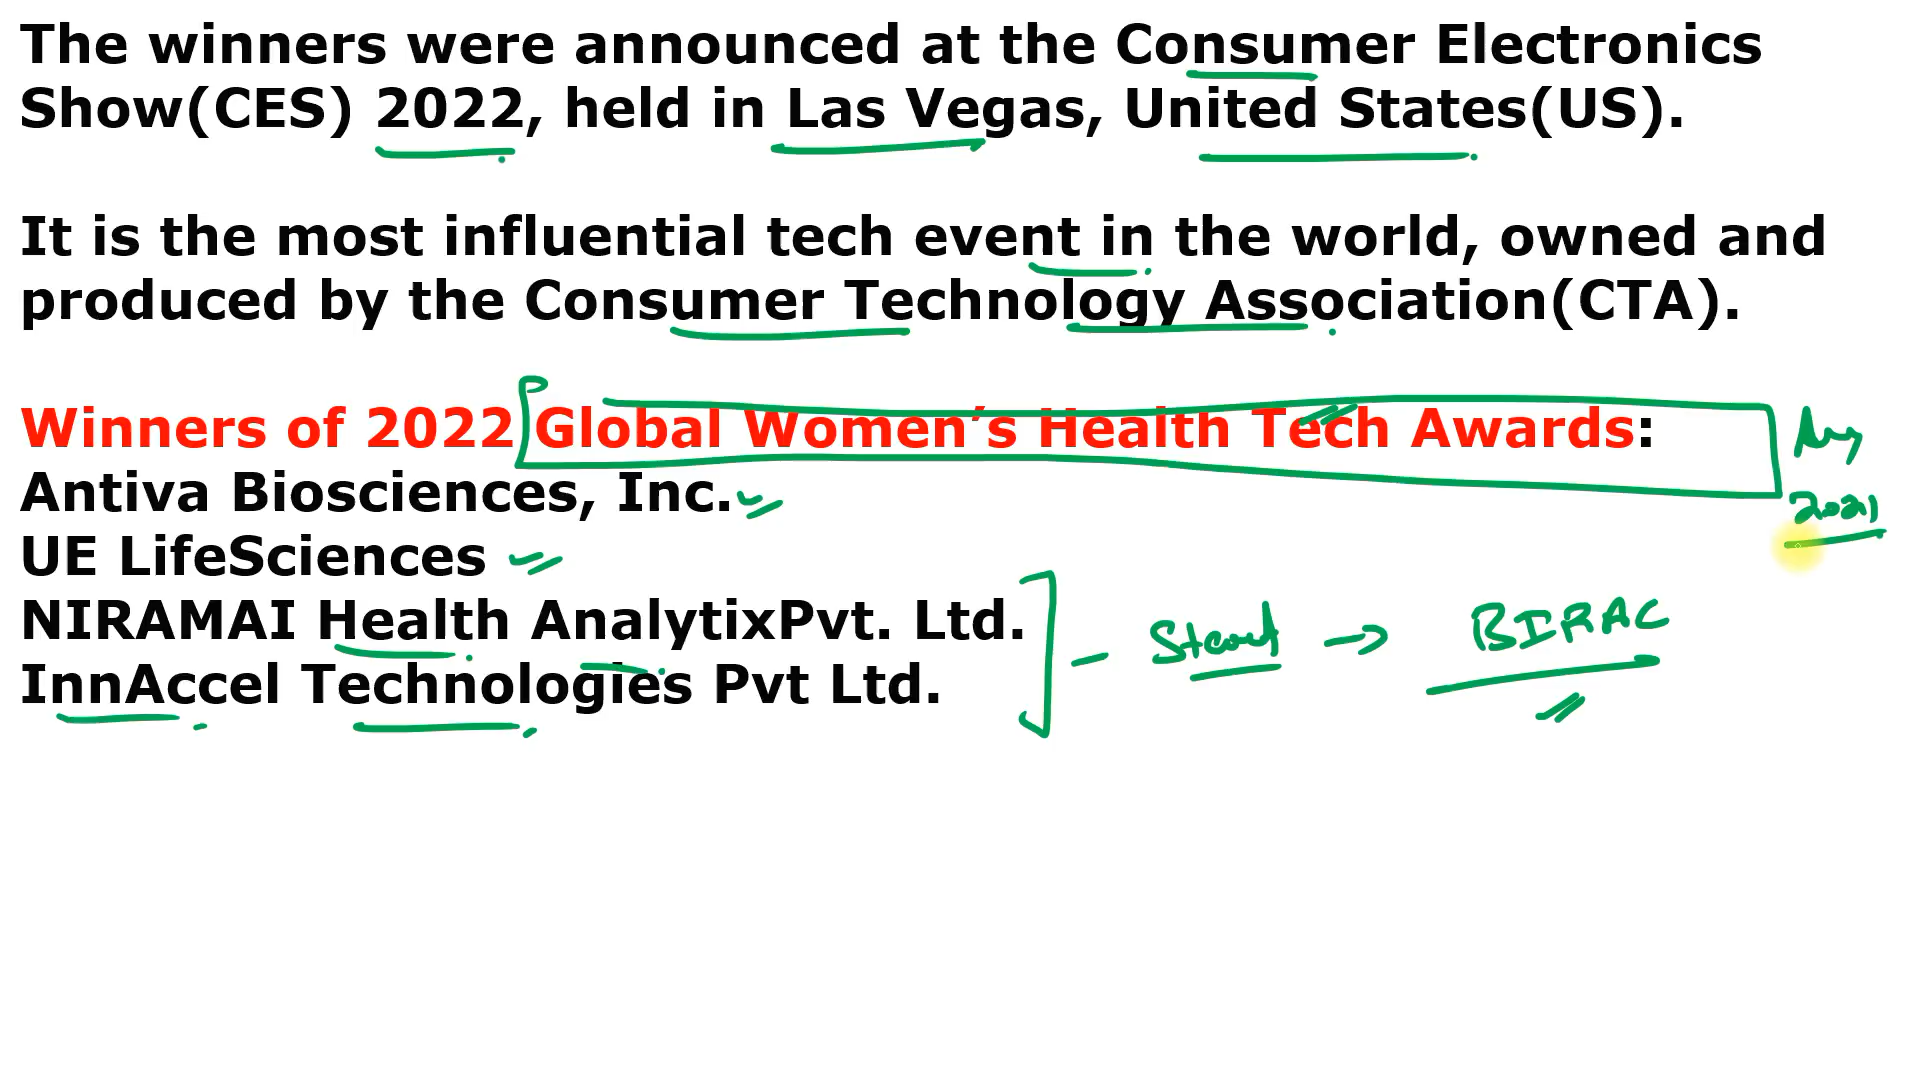 The winners were announced at the Consumer Electronics
Show(CES) 2022, held in Las Vegas, United States(US).
It is the most influential tech event in the world, owned and
produced by the Consumer Technology Association(CTA).
Winners of 2022 Global Women’s Health Tech Awards:
Antiva Biosciences, Inc.
2021
UE LifeSciences
NIRAMAI Health AnalytixPvt. Ltd.
BIRAC
InnAccel Technologies Pvt Ltd.